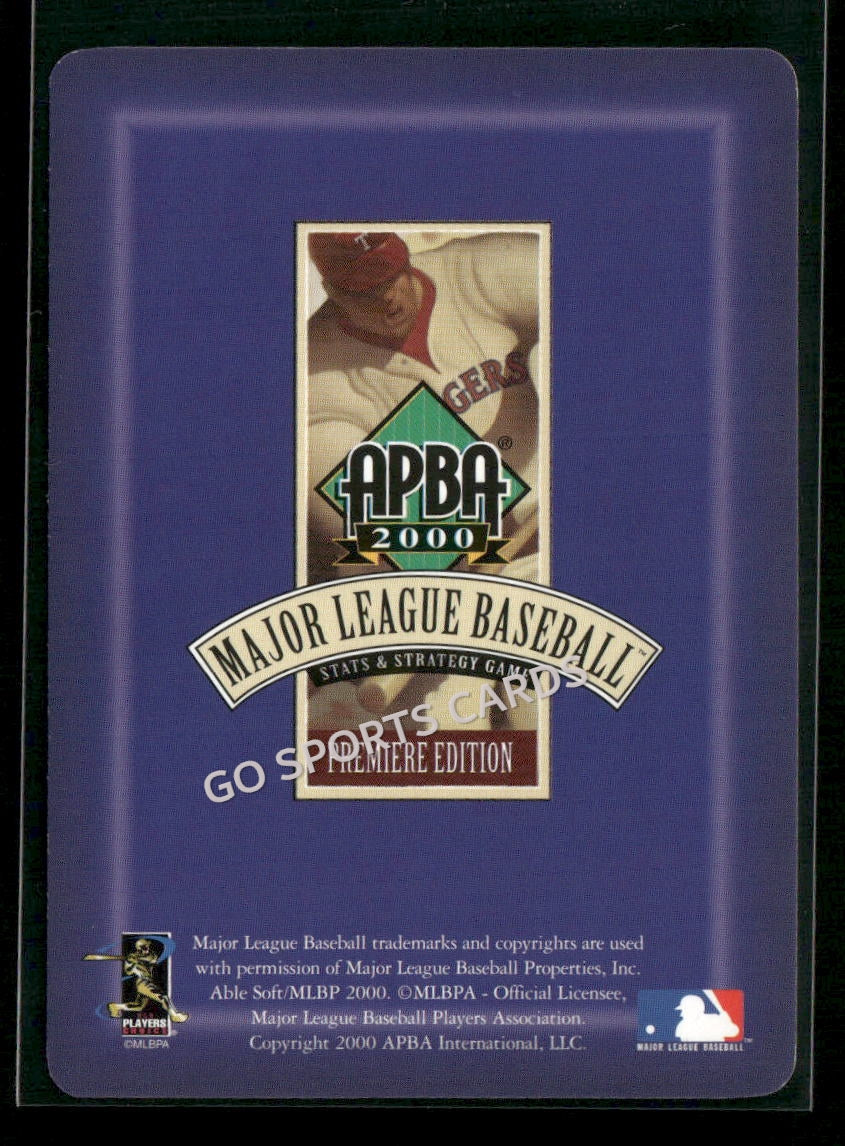 T
GERS
APBA®
2000
MAJOR LEAGUE BASEBALL™
STATS & STRATEGY GAME
GO SPORTS CARDS
PREMIERE EDITION
Major League Baseball trademarks and copyrights are used
with permission of Major League Baseball Properties, Inc.
Able Soft/MLBP 2000. ©MLBPA - Official Licensee,
Major League Baseball Players Association.
Copyright 2000 APBA International, LLC.
PLAYERS
CHOICE
©MLBPA
MAJOR LEAGUE BASEBALL™